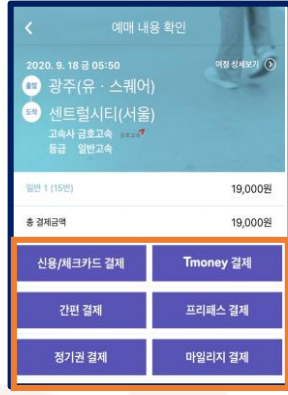 예매 내용 확인
2020. 9. 18 금 05:50
여정 상세보기
출발 광주(유 · 스퀘어)
도착 센트럴시티(서울)
고속사 금호고속 금호고속
등급 일반고속
일반 1 (15번) 19,000원
총 결제금액 19,000원
신용/체크카드 결제 Tmoney 결제
간편 결제 프리패스 결제
정기권 결제 마일리지 결제